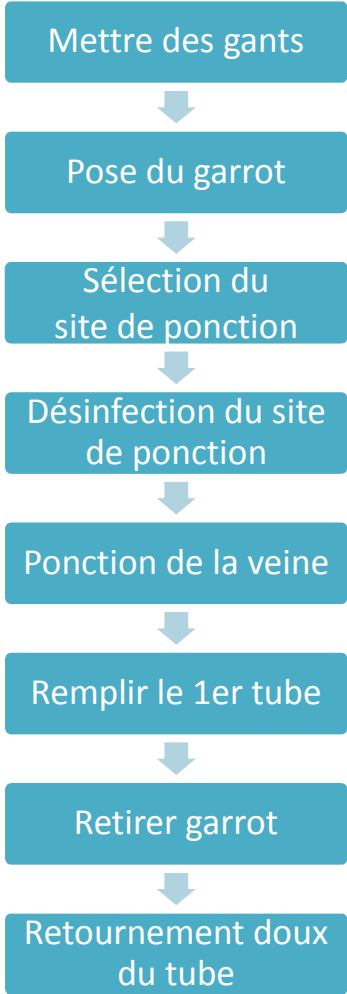 Mettre des gants
Pose du garrot
Sélection du
site de ponction
Désinfection du site
de ponction
Ponction de la veine
Remplir le 1er tube
Retirer garrot
Retournement doux
du tube